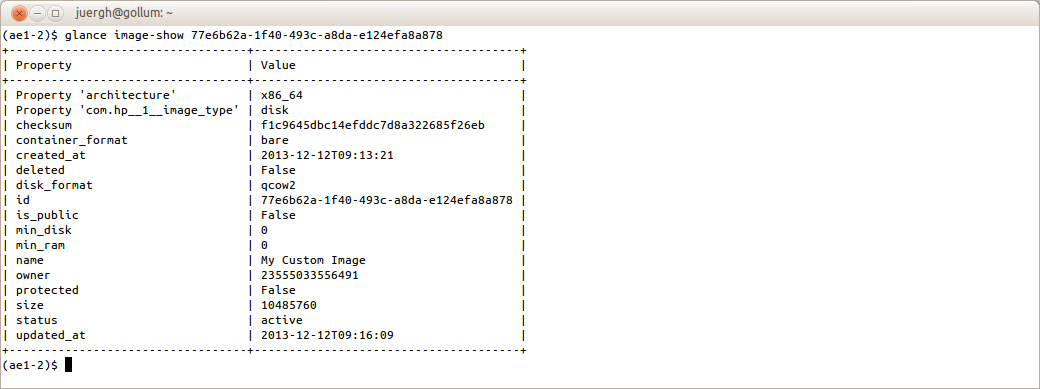 juergh@gollum: ~
(ae1-2)$ glance image-show 77e6b62a-1f40-493c-a8da-e124efa8a878
+----------------------------------+--------------------------------------+
| Property                         | Value                                |
+----------------------------------+--------------------------------------+
| Property 'architecture'          | x86_64                               |
| Property 'com.hp__1__image_type' | disk                                 |
| checksum                         | f1c9645dbc14efddc7d8a322685f26eb     |
| container_format                 | bare                                 |
| created_at                       | 2013-12-12T09:13:21                  |
| deleted                          | False                                |
| disk_format                      | qcow2                                |
| id                               | 77e6b62a-1f40-493c-a8da-e124efa8a878 |
| is_public                        | False                                |
| min_disk                         | 0                                    |
| min_ram                          | 0                                    |
| name                             | My Custom Image                      |
| owner                            | 23555033556491                       |
| protected                        | False                                |
| size                             | 10485760                             |
| status                           | active                               |
| updated_at                       | 2013-12-12T09:16:09                  |
+----------------------------------+--------------------------------------+
(ae1-2)$